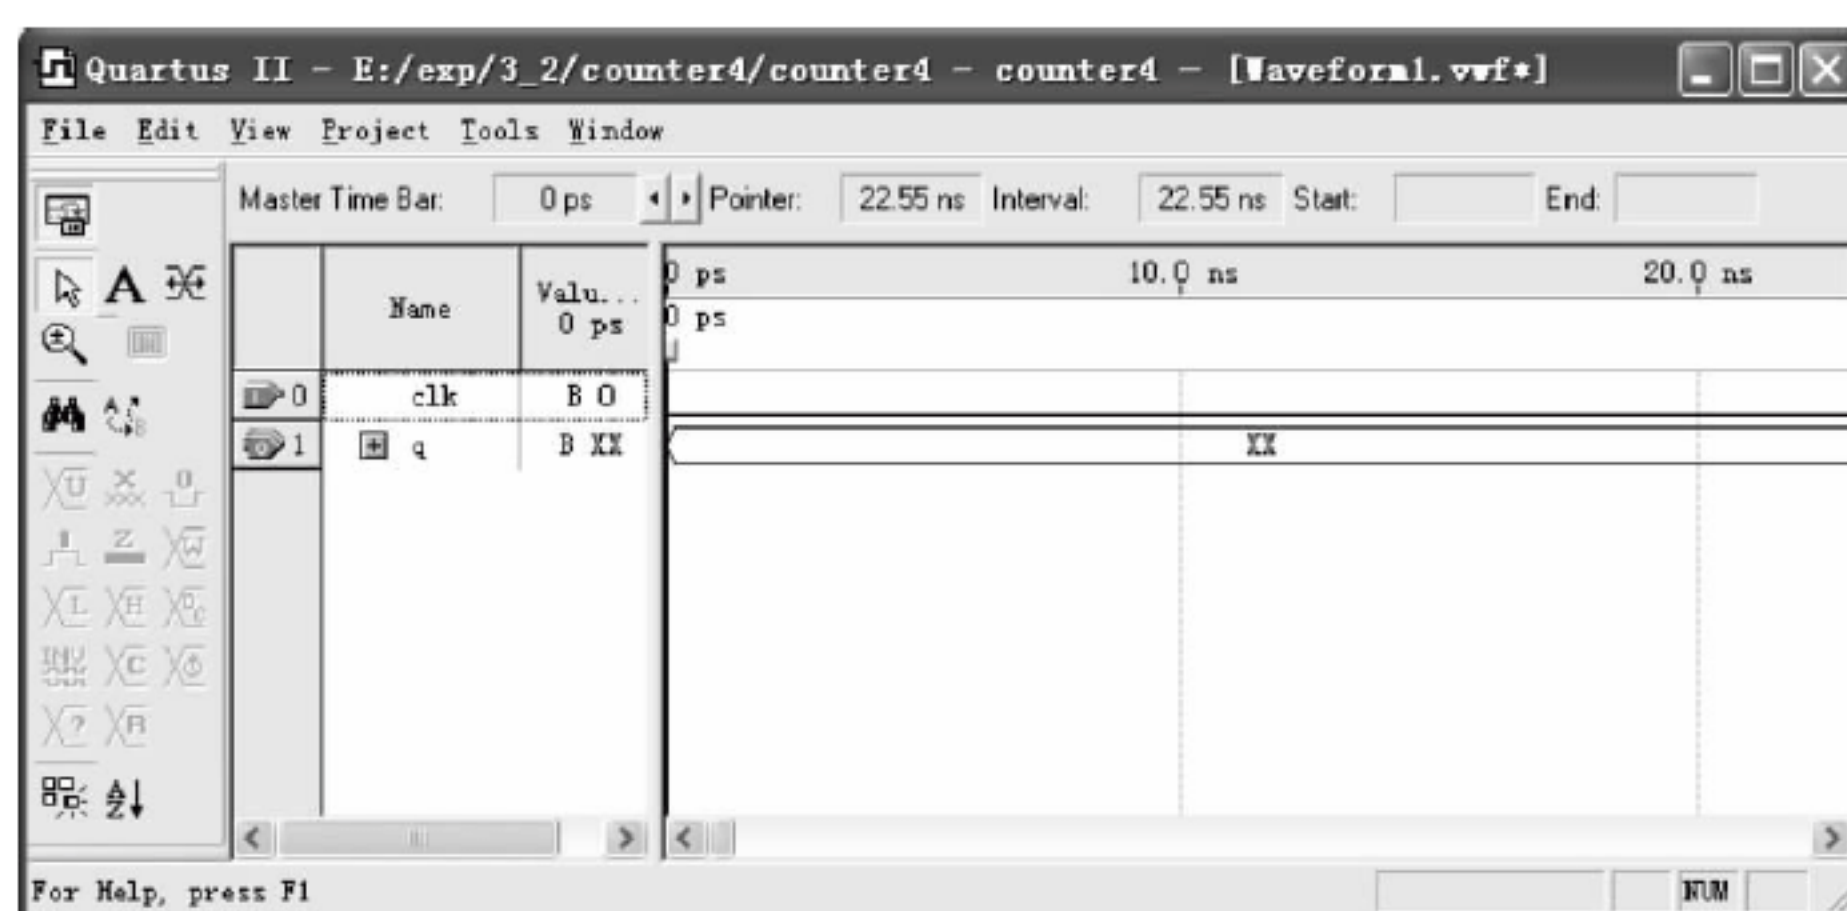 Quartus II - E:/exp/3_2/counter4/counter4 - counter4 - [Waveform1.vwf*]
File Edit View Project Tools Window
Master Time Bar: 0 ps Pointer: 22.55 ns Interval: 22.55 ns Start: End:
Name Valu... 0 ps
0 ps 10.0 ns 20.0 ns
0 ps
0 clk B 0
1 q B XX XX
For Help, press F1 NUM